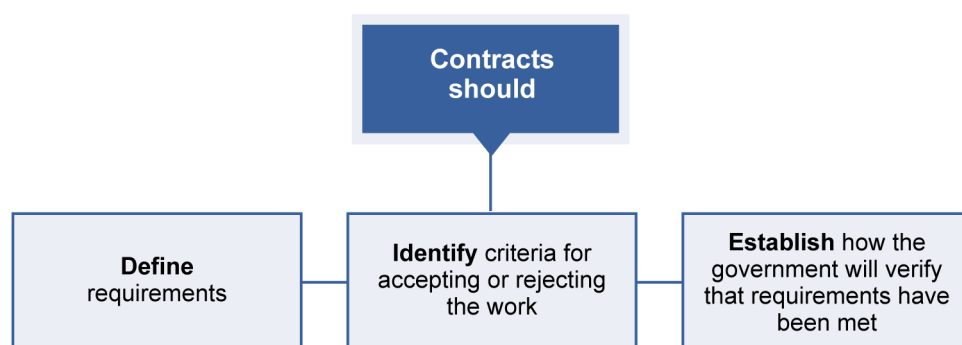 Contracts
should
Define
requirements
Identify criteria for
accepting or rejecting
the work
Establish how the
government will verify
that requirements have
been met